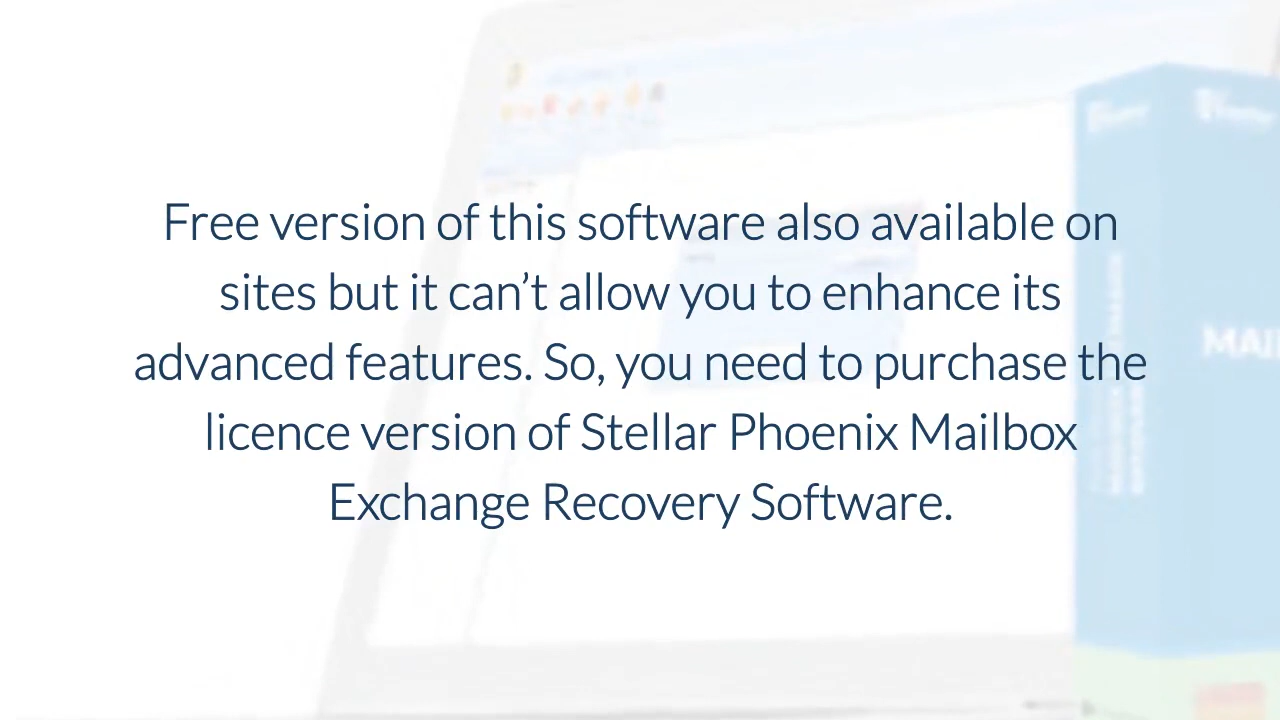 Free version of this software also available on
sites but it can’t allow you to enhance its
advanced features. So, you need to purchase the
licence version of Stellar Phoenix Mailbox
Exchange Recovery Software.
MAI